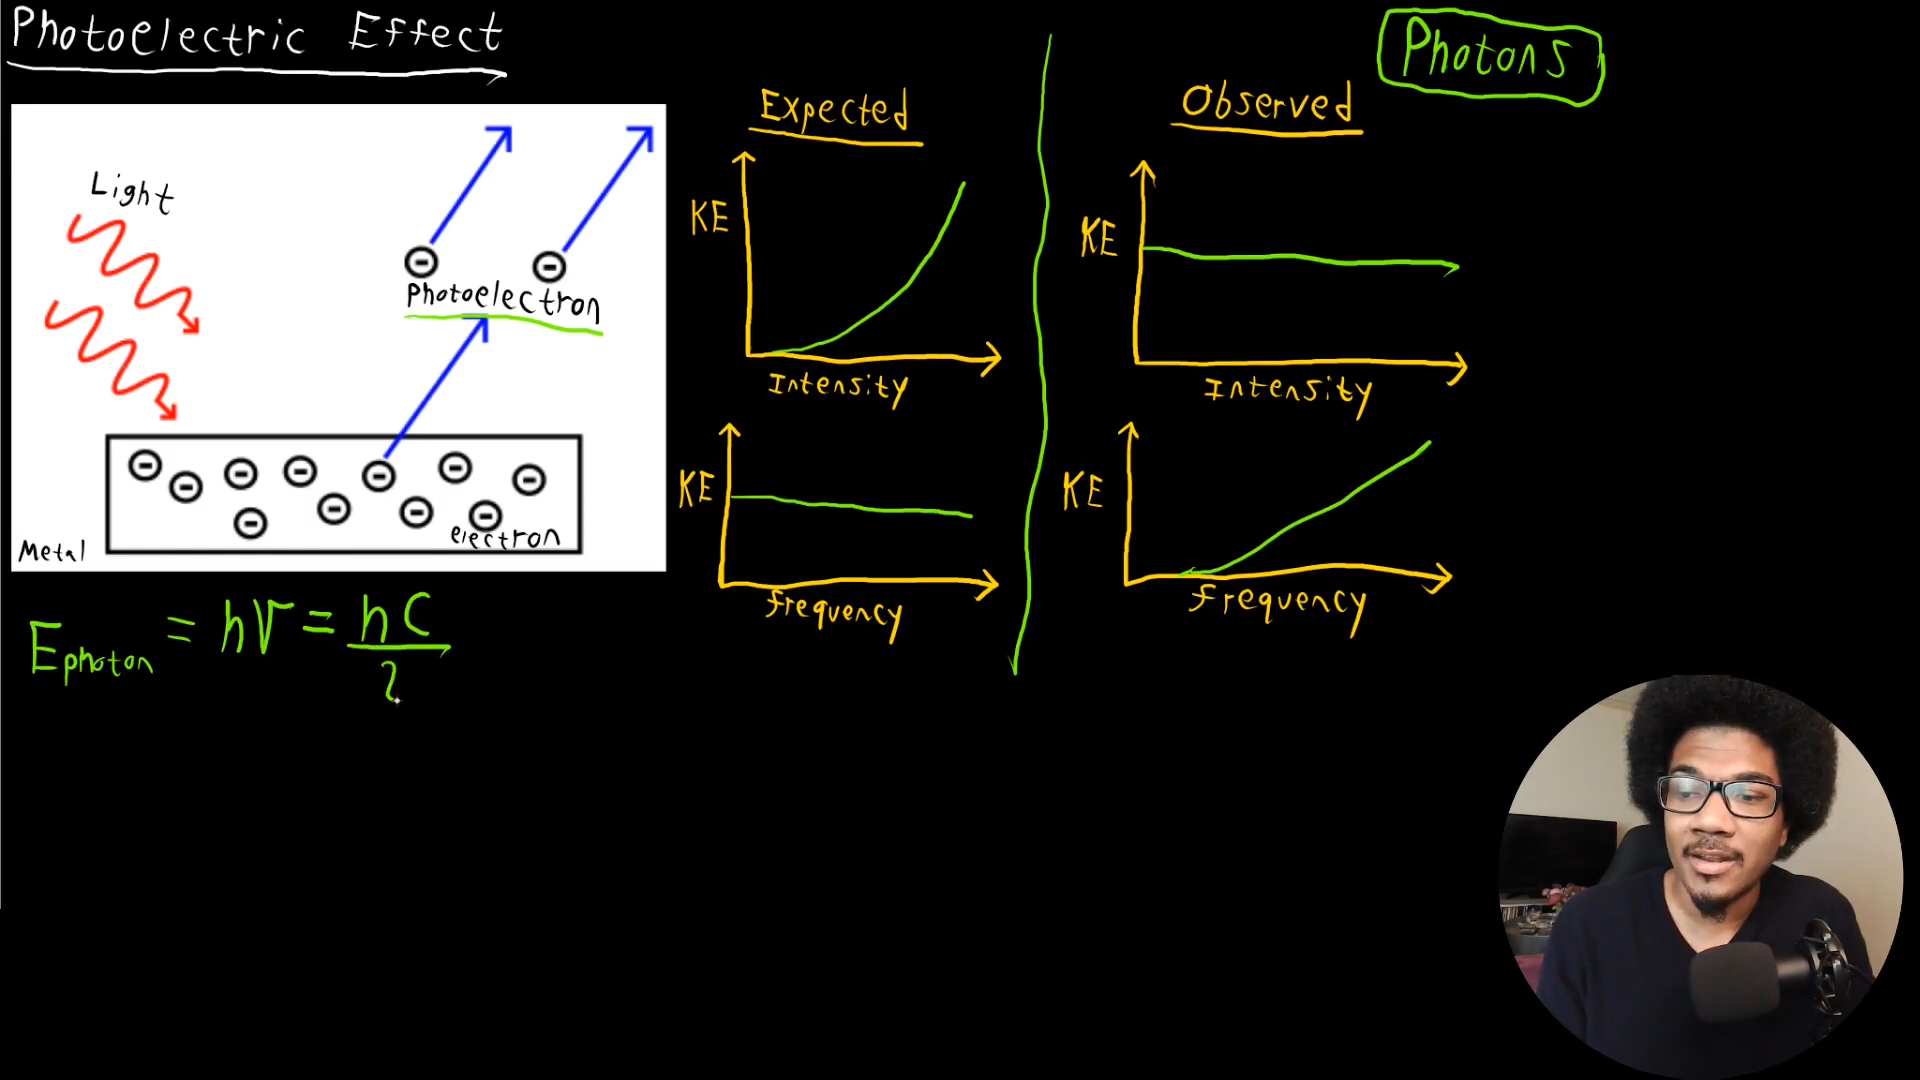 Photoelectric Effect
Photons
Expected
Observed
Light
Photoelectron
electron
Metal
KE
Intensity
KE
Intensity
KE
frequency
KE
frequency
Ephoton = hν = hc